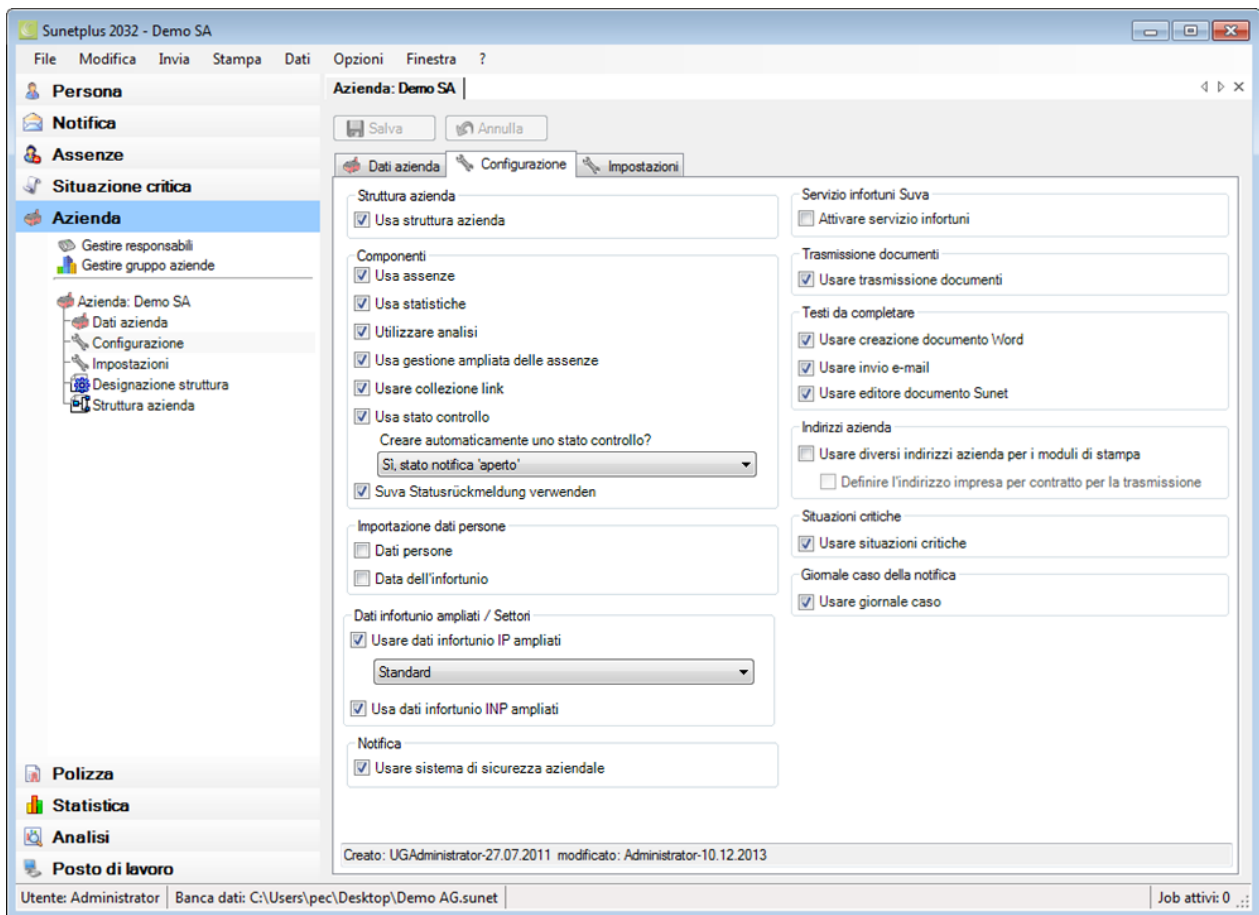 Sunetplus 2032 - Demo SA
File Modifica Invia Stampa Dati Opzioni Finestra ?
Persona
Notifica
Assenze
Situazione critica
Azienda
Gestire responsabili
Gestire gruppo aziende
Azienda: Demo SA
Dati azienda
Configurazione
Impostazioni
Designazione struttura
Struttura azienda
Polizza
Statistica
Analisi
Posto di lavoro
Azienda: Demo SA
Salva Annulla
Dati azienda Configurazione Impostazioni
Struttura azienda
Usa struttura azienda
Componenti
Usa assenze
Usa statistiche
Utilizzare analisi
Usa gestione ampliata delle assenze
Usare collezione link
Usa stato controllo
Creare automaticamente uno stato controllo?
Sì, stato notifica 'aperto'
Suva Statusrückmeldung verwenden
Importazione dati persone
Dati persone
Data dell'infortunio
Dati infortunio ampliati / Settori
Usare dati infortunio IP ampliati
Standard
Usa dati infortunio INP ampliati
Notifica
Usare sistema di sicurezza aziendale
Servizio infortuni Suva
Attivare servizio infortuni
Trasmissione documenti
Usare trasmissione documenti
Testi da completare
Usare creazione documento Word
Usare invio e-mail
Usare editore documento Sunet
Indirizzi azienda
Usare diversi indirizzi azienda per i moduli di stampa
Definire l'indirizzo impresa per contratto per la trasmissione
Situazioni critiche
Usare situazioni critiche
Giornale caso della notifica
Usare giornale caso
Creato: UGAdministrator-27.07.2011 modificato: Administrator-10.12.2013
Utente: Administrator Banca dati: C:\Users\pec\Desktop\Demo AG.sunet Job attivi: 0